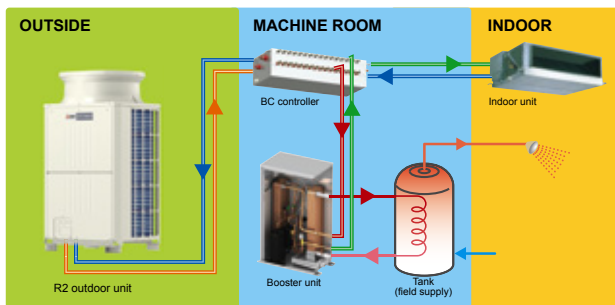 OUTSIDE
MACHINE ROOM
INDOOR
BC controller
Indoor unit
R2 outdoor unit
Booster unit
Tank
(field supply)